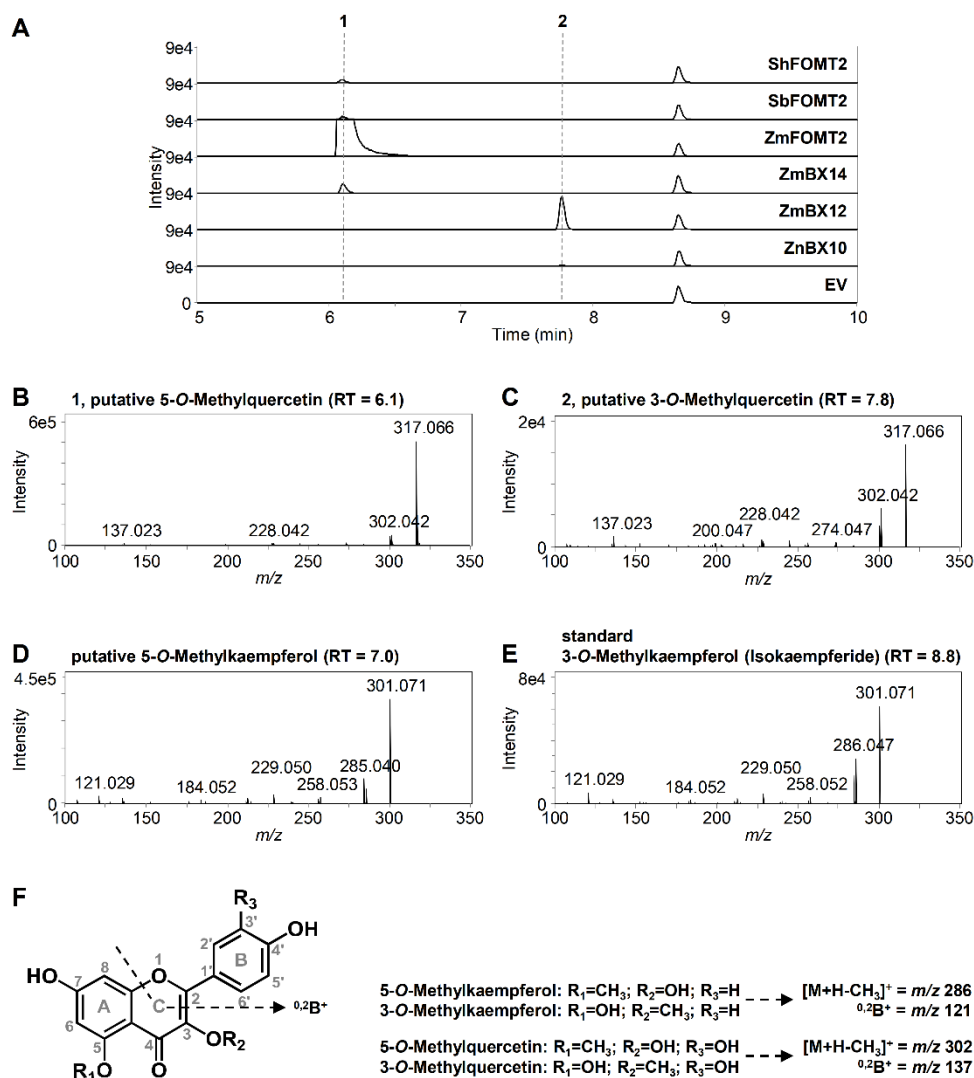 A
1
2
9e4
ShFOMT2
9e4
SbFOMT2
9e4
ZmFOMT2
9e4
ZmBX14
9e4
ZmBX12
9e4
ZnBX10
9e4
EV
0
Intensity
5
6
7
8
9
10
Time (min)
B
1, putative 5-O-Methylquercetin (RT = 6.1)
6e5
317.066
302.042
228.042
137.023
0
Intensity
100
150
200
250
300
350
m/z
C
2, putative 3-O-Methylquercetin (RT = 7.8)
2e4
317.066
302.042
228.042
274.047
200.047
137.023
0
Intensity
100
150
200
250
300
350
m/z
D
putative 5-O-Methylkaempferol (RT = 7.0)
4.5e5
301.071
285.040
229.050
258.053
184.052
121.029
0
Intensity
100
150
200
250
300
350
m/z
E
standard
3-O-Methylkaempferol (Isokaempferide) (RT = 8.8)
8e4
301.071
286.047
229.050
258.052
184.052
121.029
0
Intensity
100
150
200
250
300
350
m/z
F
R₃
3'
OH
2'
4'
B
1'
5'
6'
HO
8
1
O
7
A
C
2
6
5
4
3
OR₂
O
R₁O
⁰,²B⁺
5-O-Methylkaempferol: R₁=CH₃; R₂=OH; R₃=H
3-O-Methylkaempferol: R₁=OH; R₂=CH₃; R₃=H
[M+H-CH₃]⁺ = m/z 286
⁰,²B⁺ = m/z 121
5-O-Methylquercetin: R₁=CH₃; R₂=OH; R₃=OH
3-O-Methylquercetin: R₁=OH; R₂=CH₃; R₃=OH
[M+H-CH₃]⁺ = m/z 302
⁰,²B⁺ = m/z 137